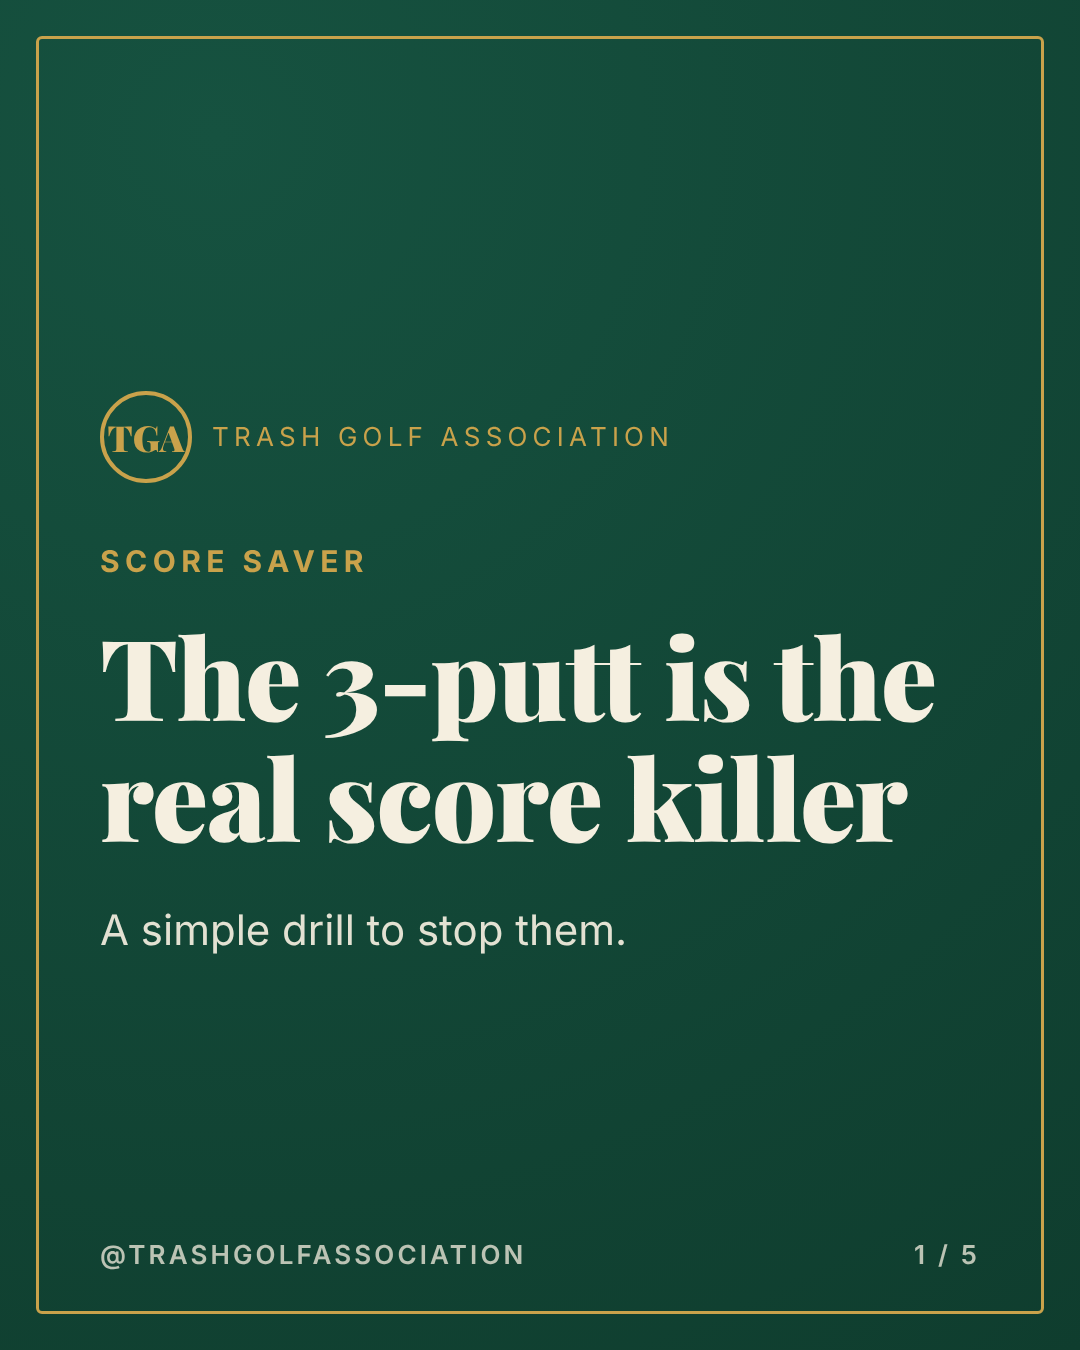 TGA TRASH GOLF ASSOCIATION
SCORE SAVER
The 3-putt is the
real score killer
A simple drill to stop them.
@TRASHGOLFASSOCIATION 1 / 5